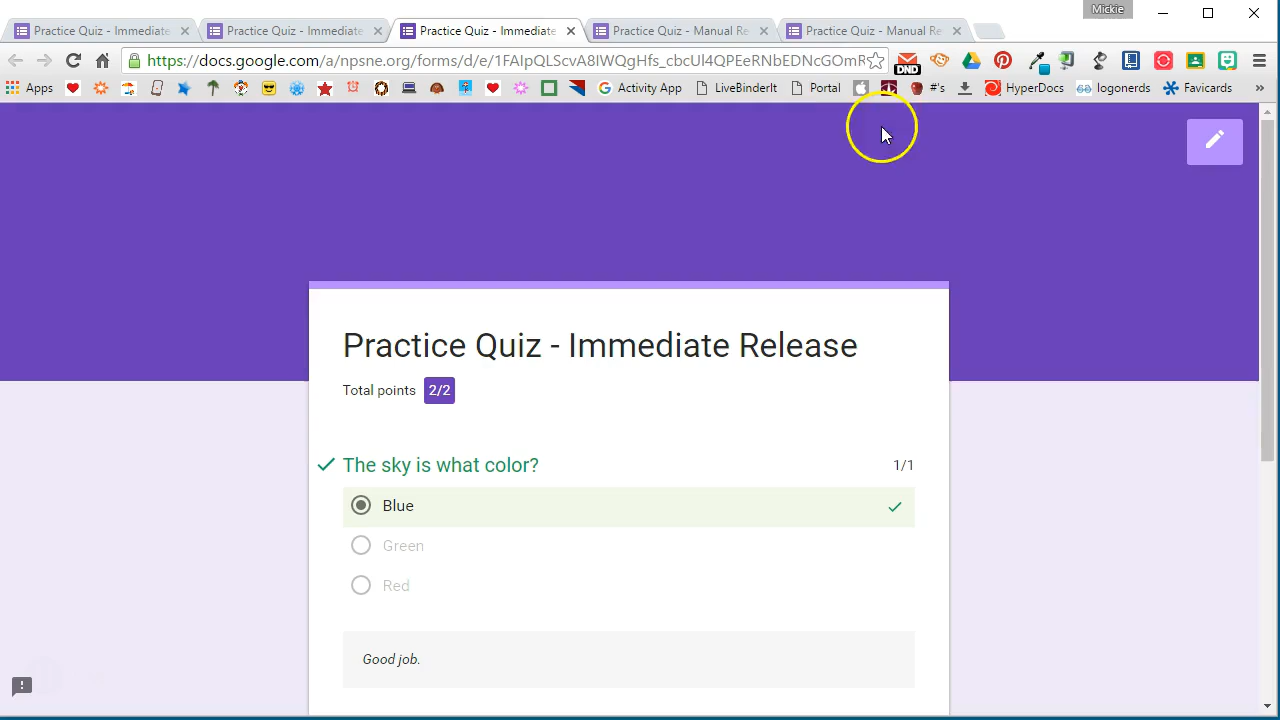 Mickie
Practice Quiz - Immediate
Practice Quiz - Immediate
Practice Quiz - Immediate
Practice Quiz - Manual Re
Practice Quiz - Manual Re
https://docs.google.com/a/npsne.org/forms/d/e/1FAIpQLScvA8lWQgHfs_cbcUl4QPEeRNbEDNcGOmR
DND
Apps
Activity App
LiveBinderIt
Portal
#'s
HyperDocs
logonerds
Favicards
»
Practice Quiz - Immediate Release
Total points 2/2
The sky is what color? 1/1
Blue
Green
Red
Good job.